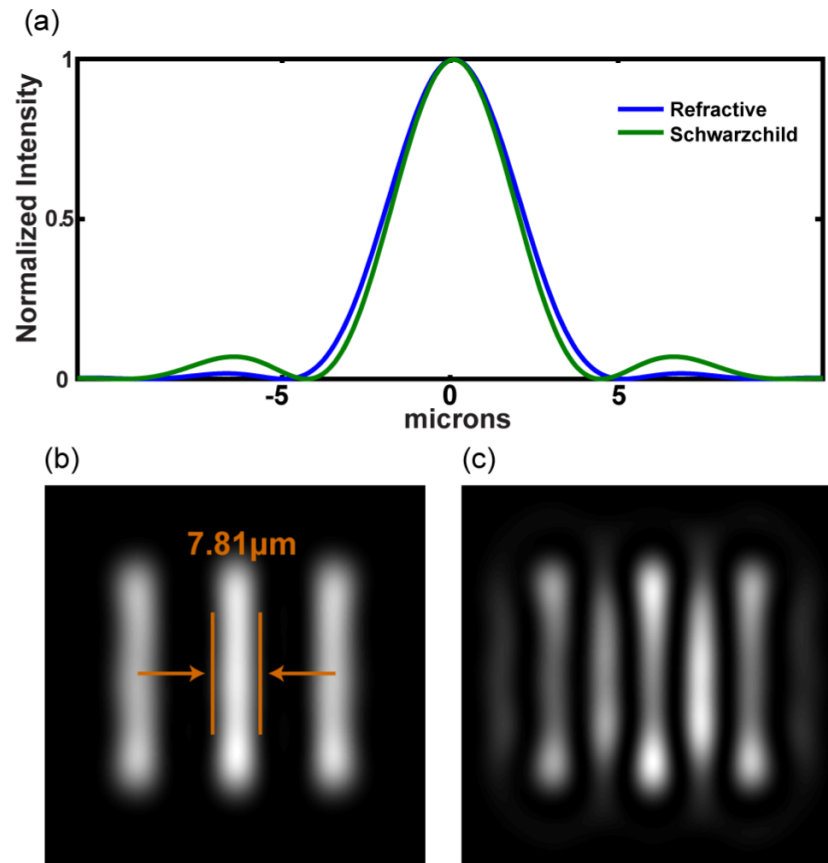 (a)
Normalized Intensity
1
0.5
0
Refractive
Schwarzchild
-5
0
5
microns
(b)
7.81μm
(c)